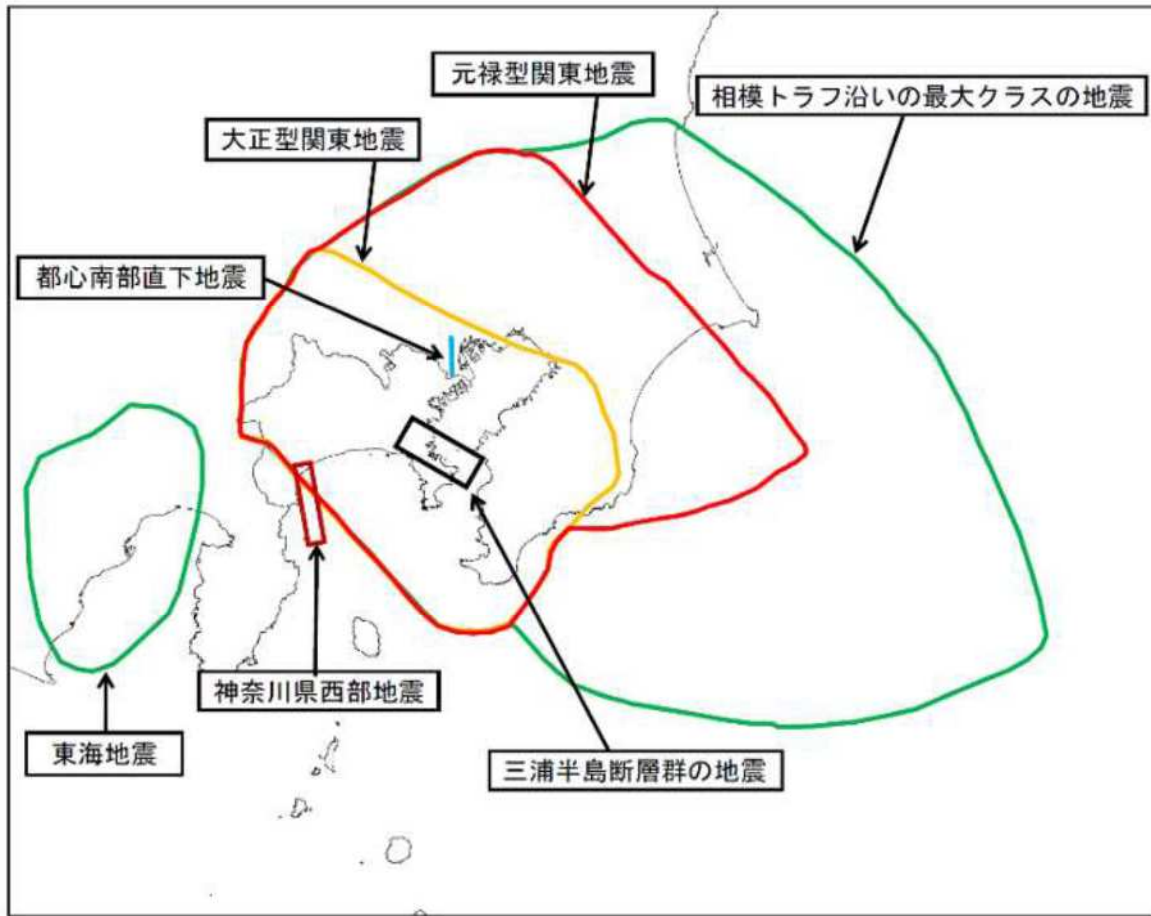 元禄型関東地震
相模トラフ沿いの最大クラスの地震
大正型関東地震
都心南部直下地震
神奈川県西部地震
東海地震
三浦半島断層群の地震